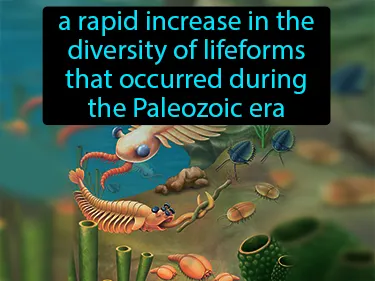 a rapid increase in the
diversity of lifeforms
that occurred during
the Paleozoic era